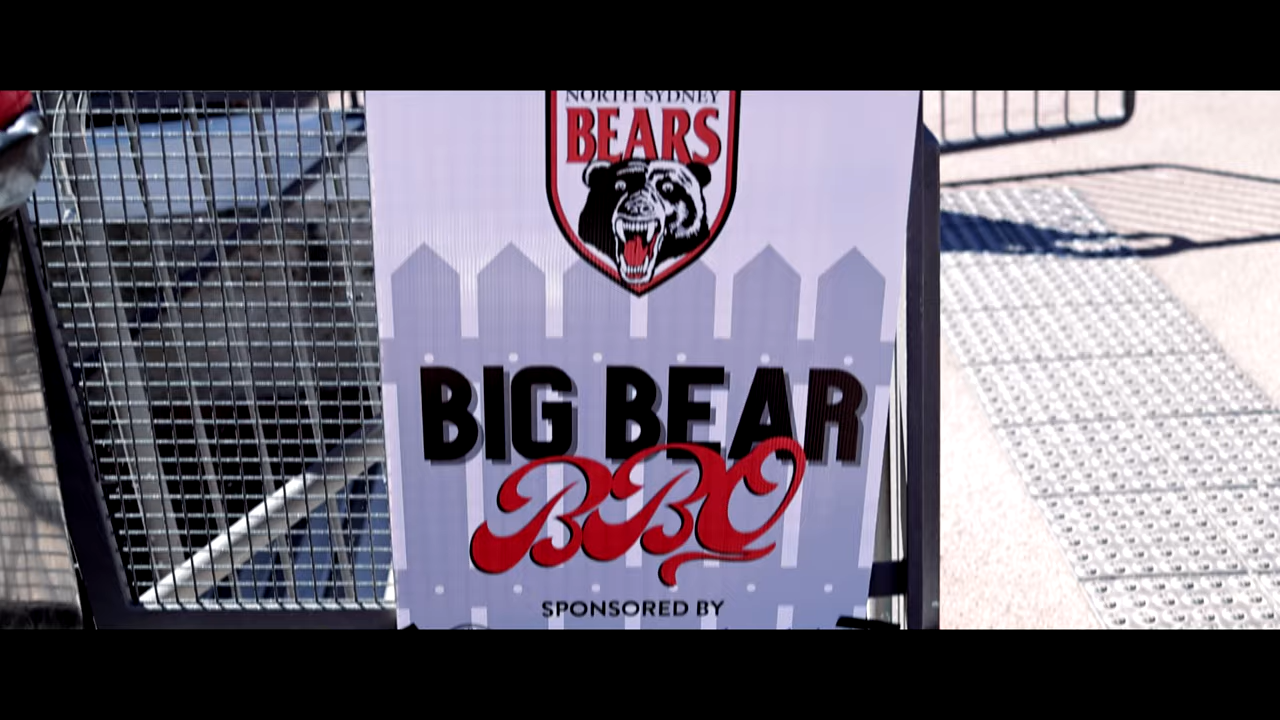 NORTH SYDNEY
BEARS
BIG BEAR
BBQ
SPONSORED BY